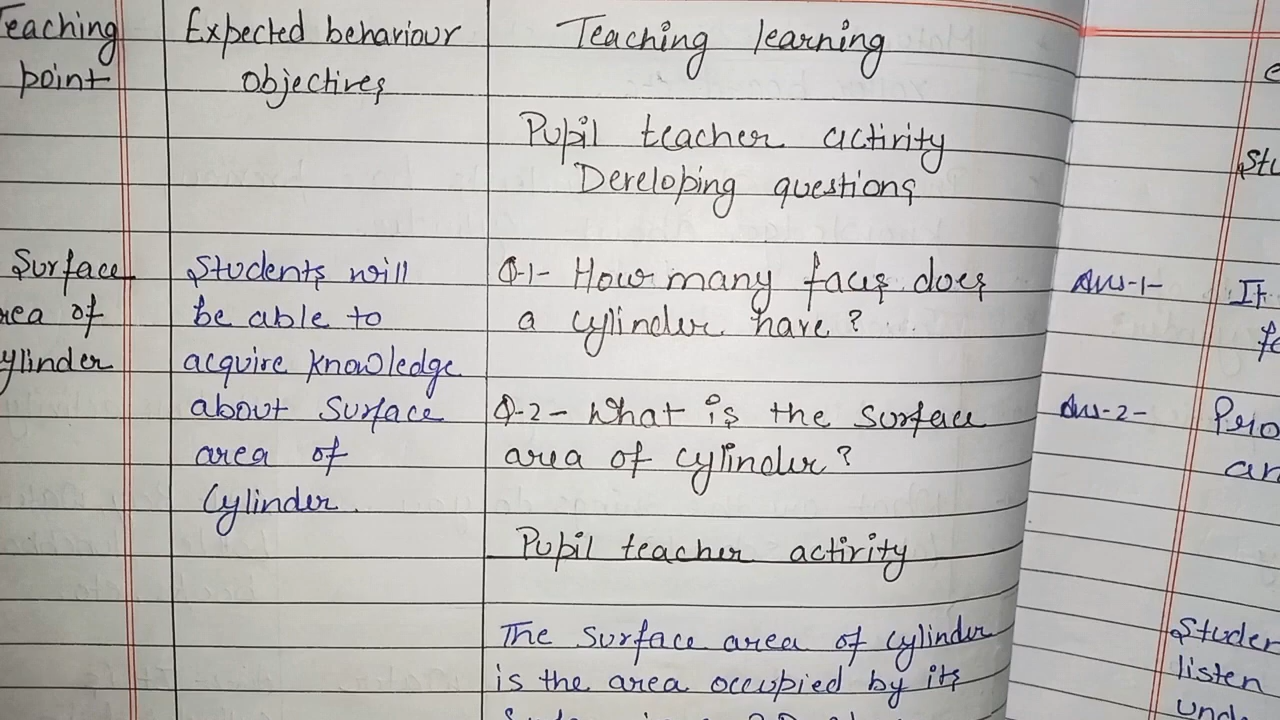 Teaching point
Expected behaviour
objectives
Teaching learning
Pupil teacher activity
Developing questions
Surface
area of
cylinder
Students will
be able to
acquire knowledge
about surface
area of
Cylinder.
Q-1- How many faces does
a cylinder have ?
Q-2- What is the surface
area of cylinder ?
Pupil teacher activity
The surface area of cylinder
is the area occupied by its
Ans-1- It
Ans-2-
listen